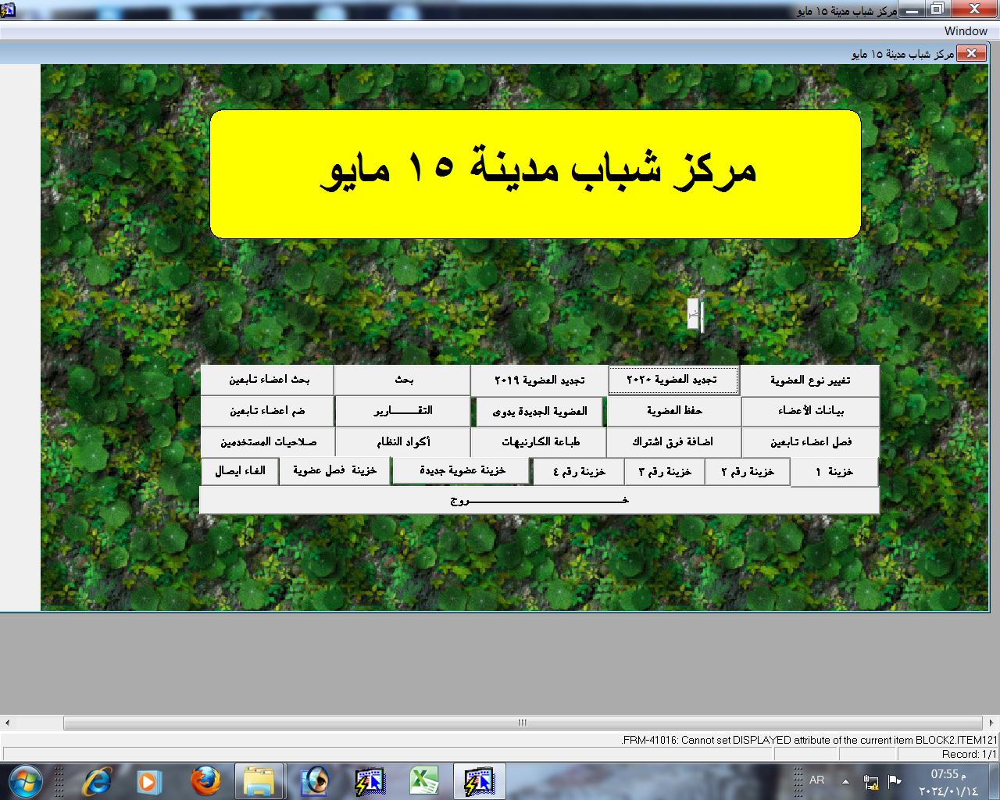 مركز شباب مدينة ١٥ مايو
Window
مركز شباب مدينة ١٥ مايو
مركز شباب مدينة ١٥ مايو
تغيير نوع العضوية
تجديد العضوية ٢٠٢٠
تجديد العضوية ٢٠١٩
بحث
بحث اعضاء تابعين
بيانات الأعضاء
حفظ العضوية
العضوية الجديدة يدوى
التقـــــــارير
ضم اعضاء تابعين
فصل اعضاء تابعين
اضافة فرق اشتراك
طباعة الكارنيهات
أكواد النظام
صلاحيات المستخدمين
خزينة ١
خزينة رقم ٢
خزينة رقم ٣
خزينة رقم ٤
خزينة عضوية جديدة
خزينة فصل عضوية
الغاء ايصال
خــــــــــــــــــــــــــــــــــــــروج
.FRM-41016: Cannot set DISPLAYED attribute of the current item BLOCK2.ITEM121
Record: 1/1
AR
07:55 م
٢٠٢٤/٠١/١٤